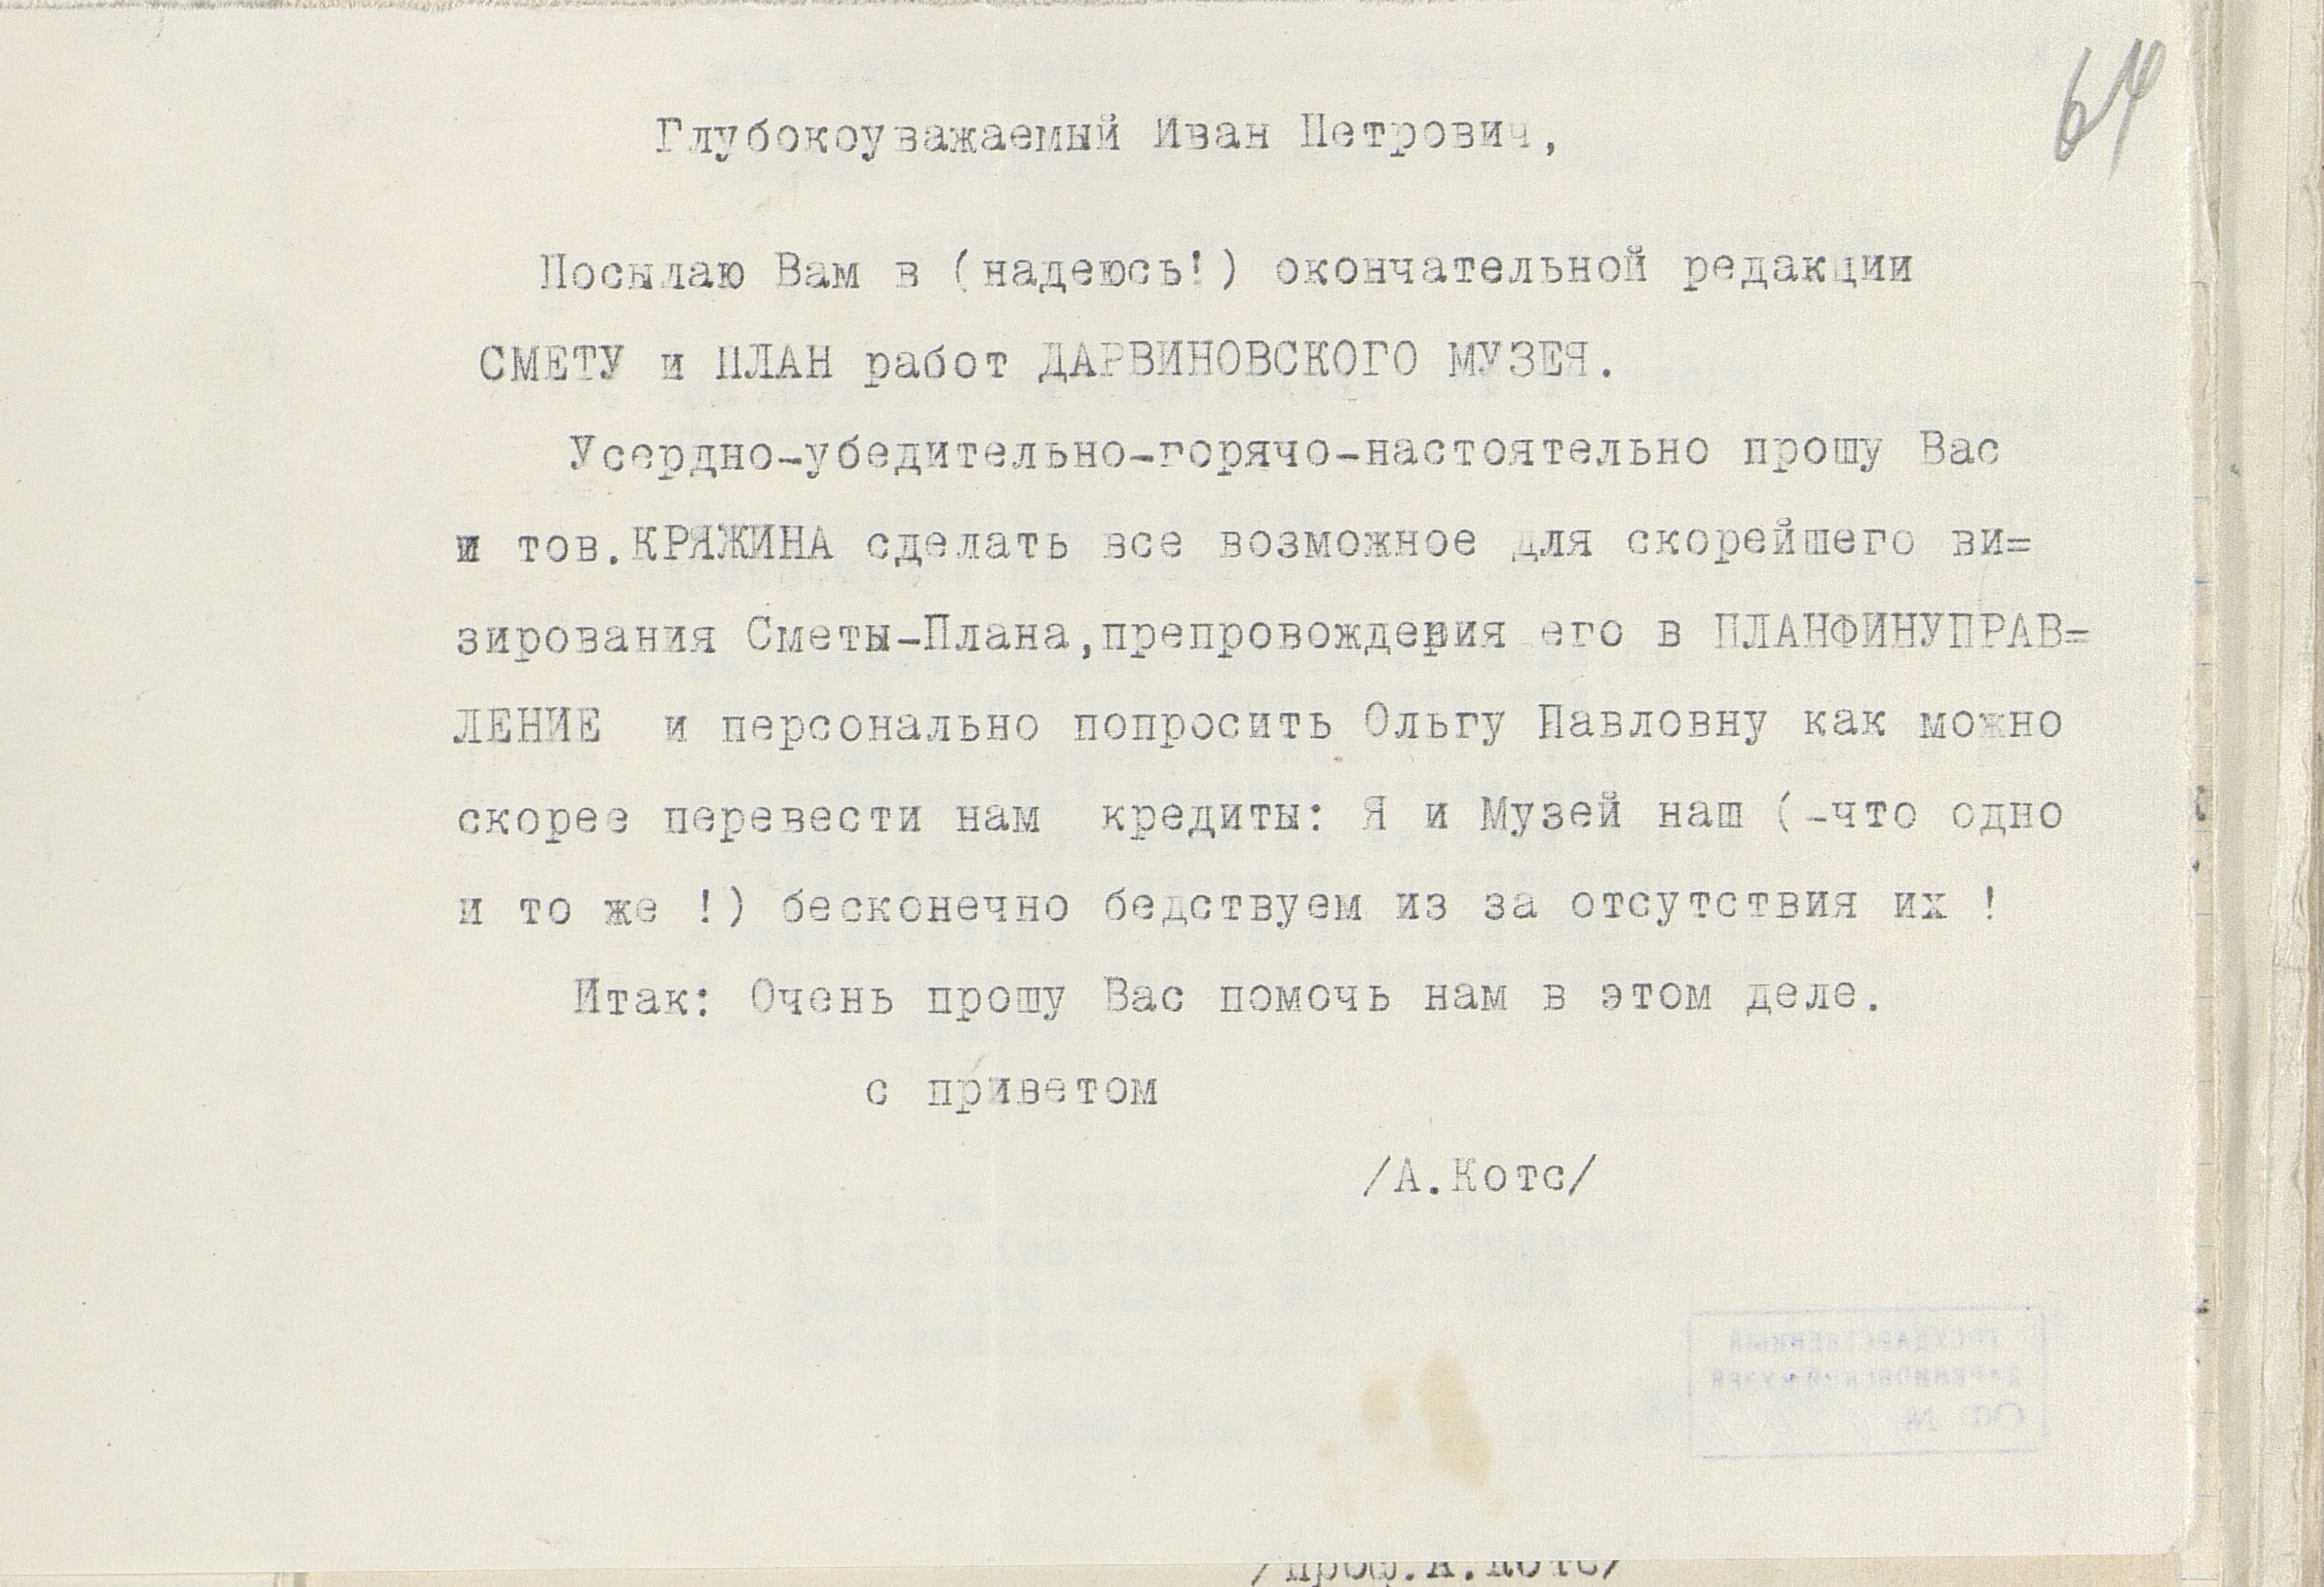 64
Глубокоуважаемый Иван Петрович,
Посылаю Вам в (надеюсь!) окончательной редакции
СМЕТУ и ПЛАН работ ДАРВИНОВСКОГО МУЗЕЯ.
Усердно-убедительно-горячо-настоятельно прошу Вас
и тов.КРЯЖИНА сделать все возможное для скорейшего ви=
зирования Сметы-Плана,препровождения его в ПЛАНФИНУПРАВ=
ЛЕНИЕ и персонально попросить Ольгу Павловну как можно
скорее перевести нам кредиты: Я и Музей наш (-что одно
и то же !) бесконечно бедствуем из за отсутствия их !
Итак: Очень прошу Вас помочь нам в этом деле.
с приветом
/А.Котс/
/проф.А.Котс/